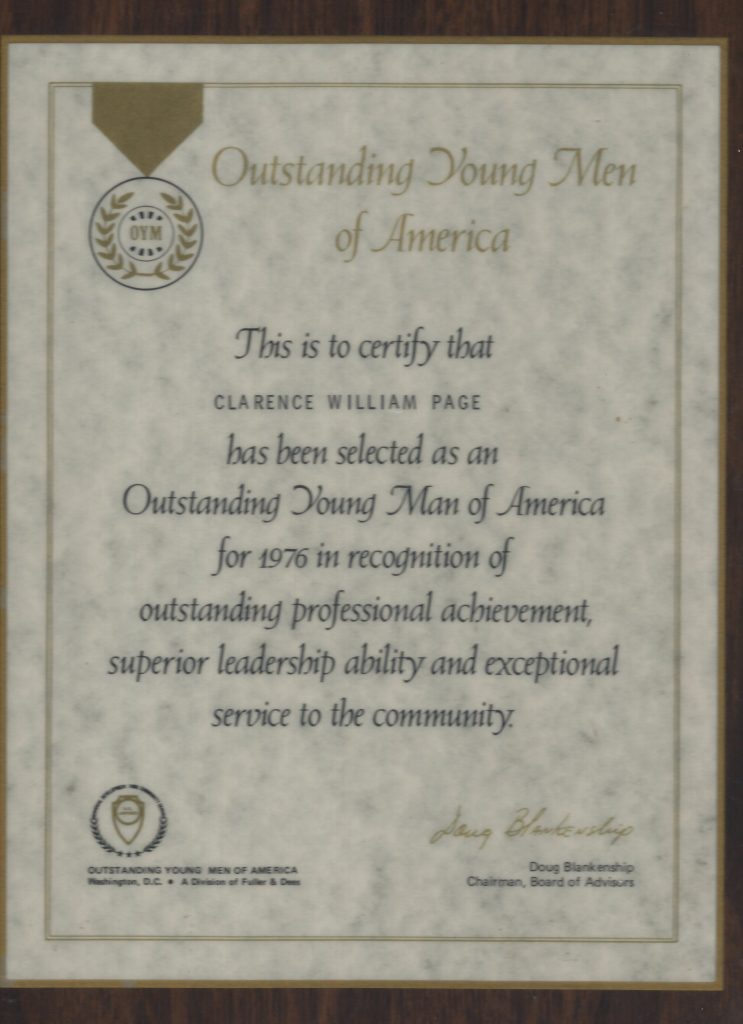 Outstanding Young Men
of America
OYM
This is to certify that
CLARENCE WILLIAM PAGE
has been selected as an
Outstanding Young Man of America
for 1976 in recognition of
outstanding professional achievement,
superior leadership ability and exceptional
service to the community.
Doug Blankenship
OUTSTANDING YOUNG MEN OF AMERICA
Washington, D.C. • A Division of Fuller & Dees
Doug Blankenship
Chairman, Board of Advisors